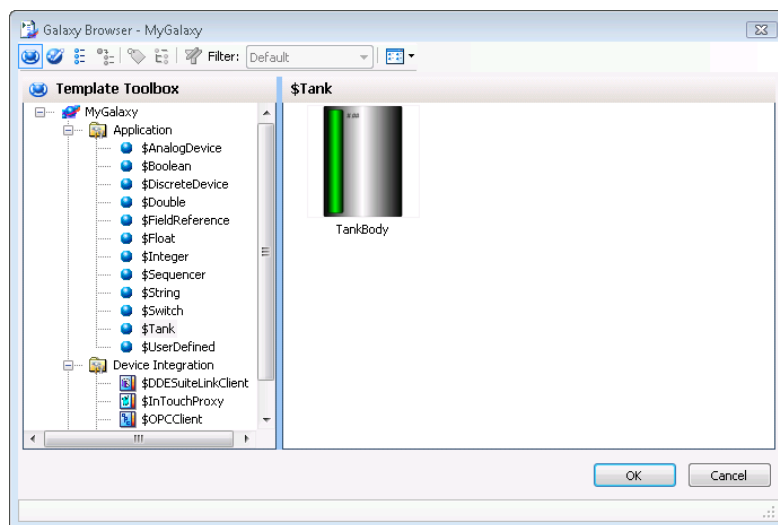 Galaxy Browser - MyGalaxy
Filter: Default
Template Toolbox
$Tank
MyGalaxy
Application
$AnalogDevice
$Boolean
$DiscreteDevice
$Double
$FieldReference
$Float
$Integer
$Sequencer
$String
$Switch
$Tank
$UserDefined
Device Integration
$DDESuiteLinkClient
$InTouchProxy
$OPCClient
TankBody
OK
Cancel